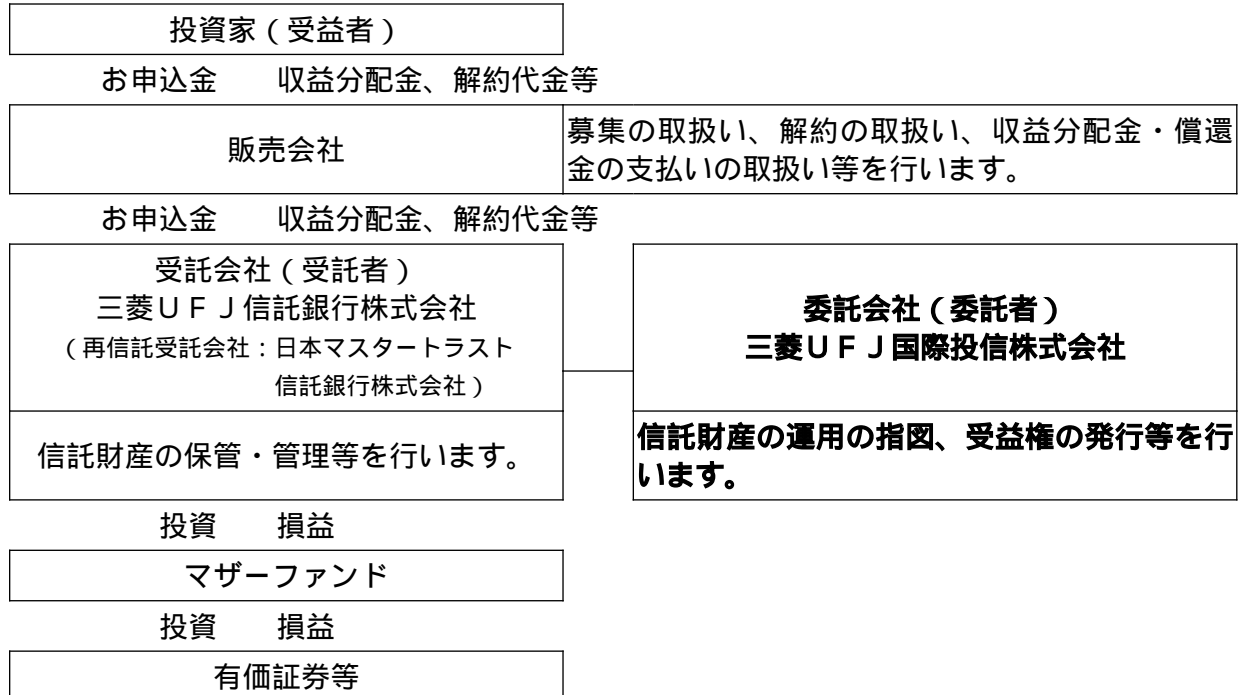 投資家（受益者）
お申込金　　収益分配金、解約代金等
販売会社
募集の取扱い、解約の取扱い、収益分配金・償還
金の支払いの取扱い等を行います。
お申込金　　収益分配金、解約代金等
受託会社（受託者）
三菱ＵＦＪ信託銀行株式会社
（再信託受託会社：日本マスタートラスト
信託銀行株式会社）
委託会社（委託者）
三菱ＵＦＪ国際投信株式会社
信託財産の保管・管理等を行います。
信託財産の運用の指図、受益権の発行等を行
います。
投資　　損益
マザーファンド
投資　　損益
有価証券等